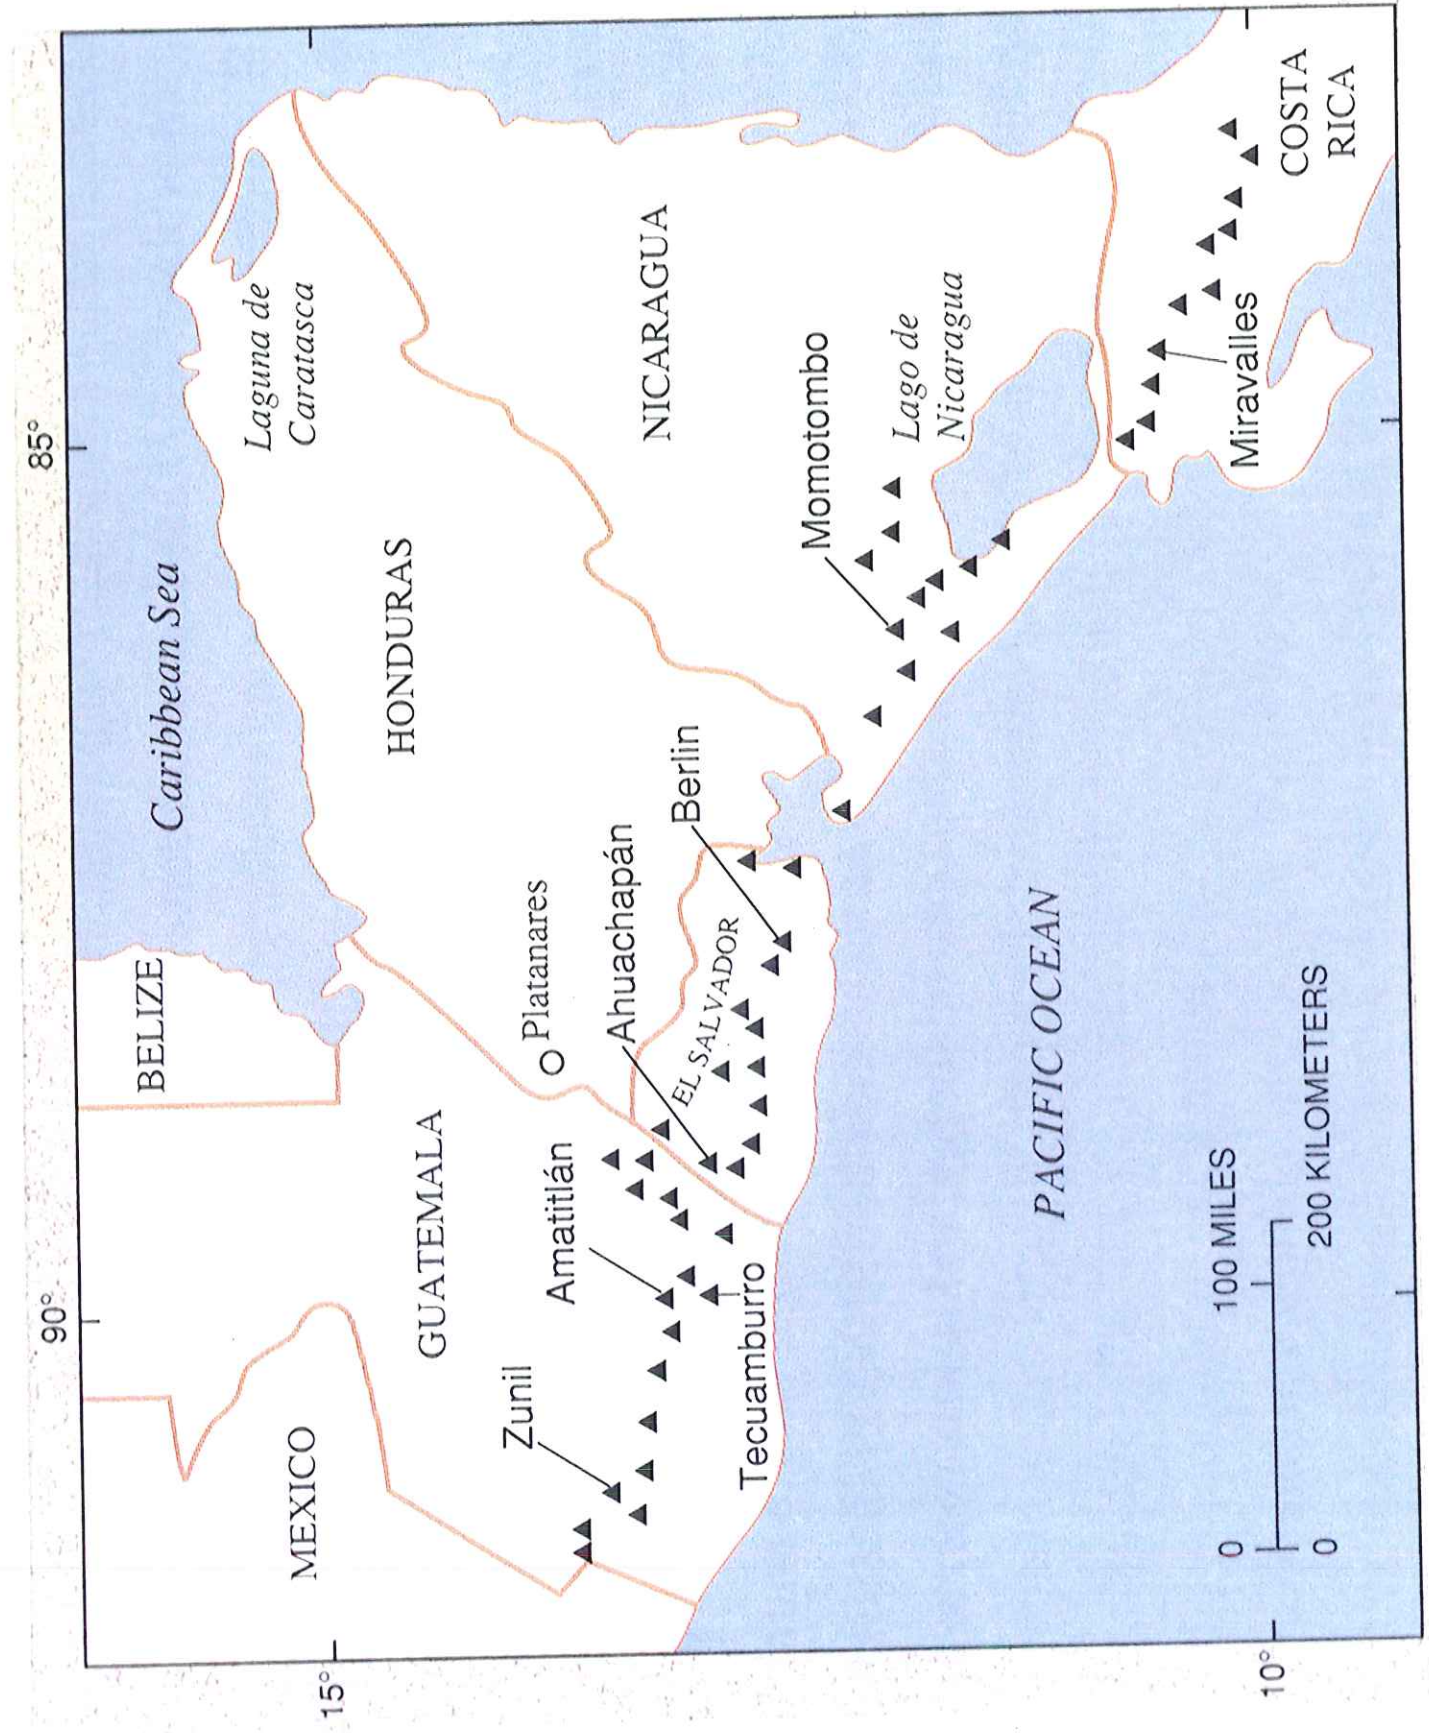 90°
85°
15°
10°
MEXICO
BELIZE
GUATEMALA
HONDURAS
NICARAGUA
EL SALVADOR
COSTA
RICA
Caribbean Sea
Laguna de
Caratasca
Lago de
Nicaragua
PACIFIC OCEAN
Zunil
Amatitlán
Tecuamburro
Platanares
Ahuachapán
Berlin
Momotombo
Miravalles
0
100 MILES
0
200 KILOMETERS